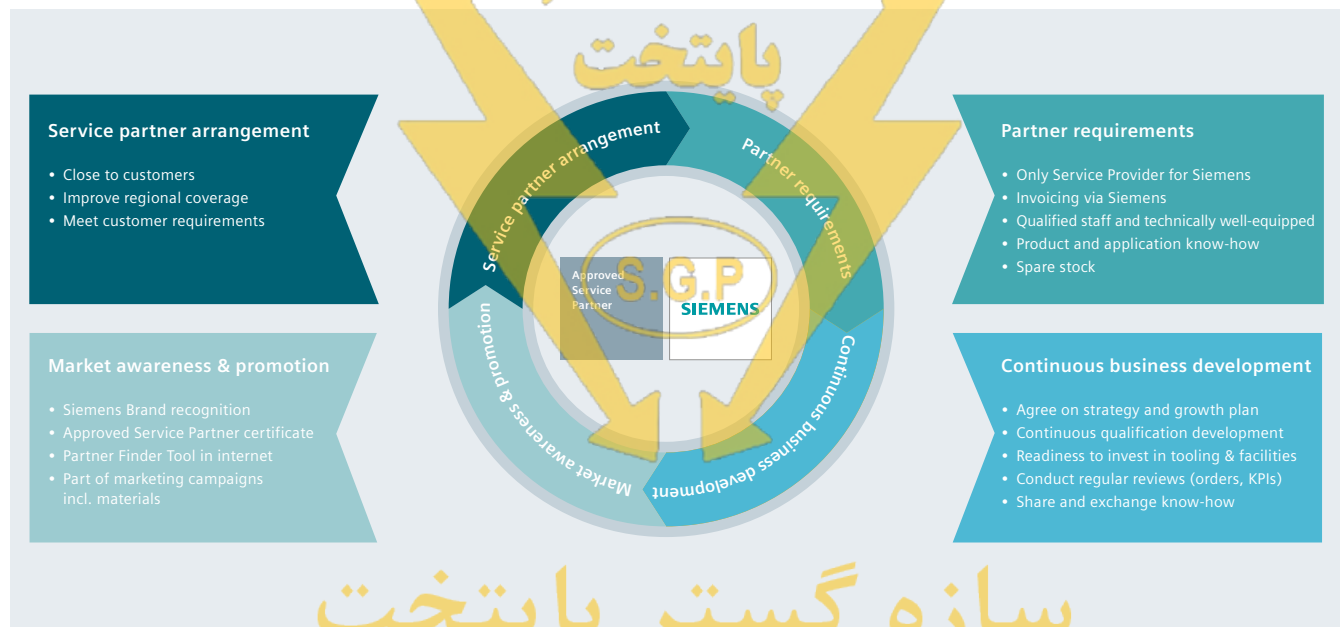 پایتخت
Service partner arrangement
• Close to customers
• Improve regional coverage
• Meet customer requirements
Partner requirements
• Only Service Provider for Siemens
• Invoicing via Siemens
• Qualified staff and technically well-equipped
• Product and application know-how
• Spare stock
Service partner arrangement
Partner requirements
Continuous business development
Market awareness & promotion
S.G.P
Approved
Service
Partner
SIEMENS
Market awareness & promotion
• Siemens Brand recognition
• Approved Service Partner certificate
• Partner Finder Tool in internet
• Part of marketing campaigns
incl. materials
Continuous business development
• Agree on strategy and growth plan
• Continuous qualification development
• Readiness to invest in tooling & facilities
• Conduct regular reviews (orders, KPIs)
• Share and exchange know-how
سازه گستر پایتخت